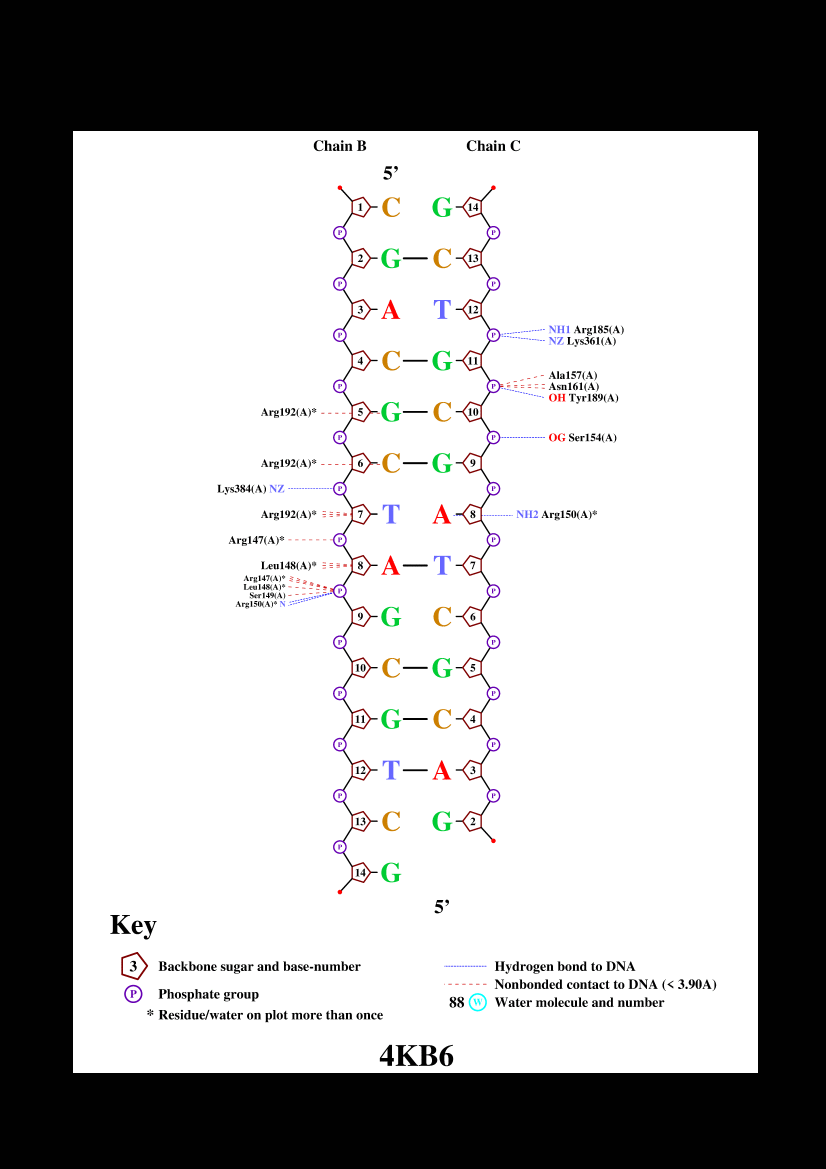 Chain B Chain C
5’
1 C G 14
P P
2 G C 13
P P
3 A T 12
P P NH1 Arg185(A)
NZ Lys361(A)
4 C G 11
Ala157(A)
P P Asn161(A)
OH Tyr189(A)
Arg192(A)* 5 G C 10
P P OG Ser154(A)
Arg192(A)* 6 C G 9
Lys384(A) NZ P P
Arg192(A)* 7 T A 8 NH2 Arg150(A)*
Arg147(A)* P P
Leu148(A)* 8 A T 7
Arg147(A)*
Leu148(A)* P P
Ser149(A)
Arg150(A)* N
9 G C 6
P P
10 C G 5
P P
11 G C 4
P P
12 T A 3
P P
13 C G 2
P
14 G
5’
Key
3 Backbone sugar and base-number
P Phosphate group
* Residue/water on plot more than once
Hydrogen bond to DNA
Nonbonded contact to DNA (< 3.90A)
88 W Water molecule and number
4KB6